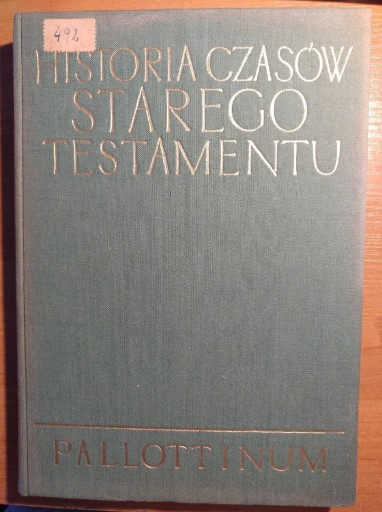 492
HISTORIA CZASÓW
STAREGO
TESTAMENTU
PALLOTTINUM